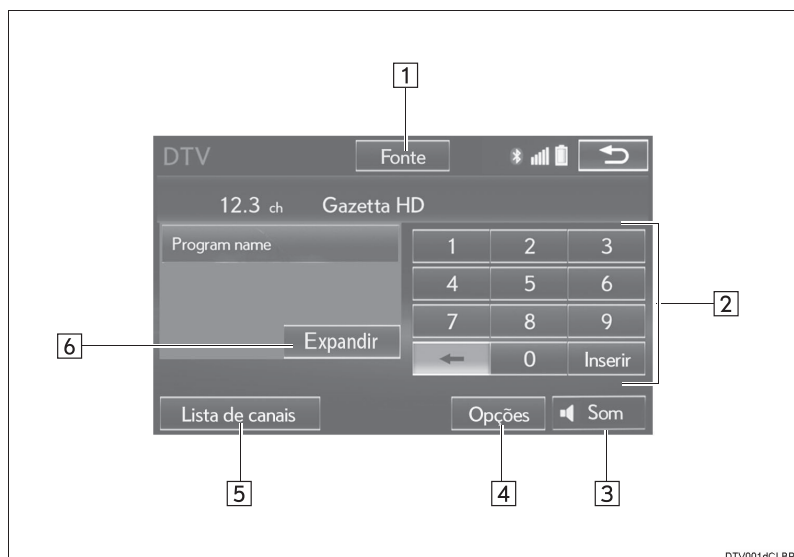 1
DTV Fonte
12.3 ch Gazetta HD
Program name
1 2 3
4 5 6
7 8 9
0 Inserir
2
Expandir
6
Lista de canais Opções Som
5 4 3
DTV001dCLBR